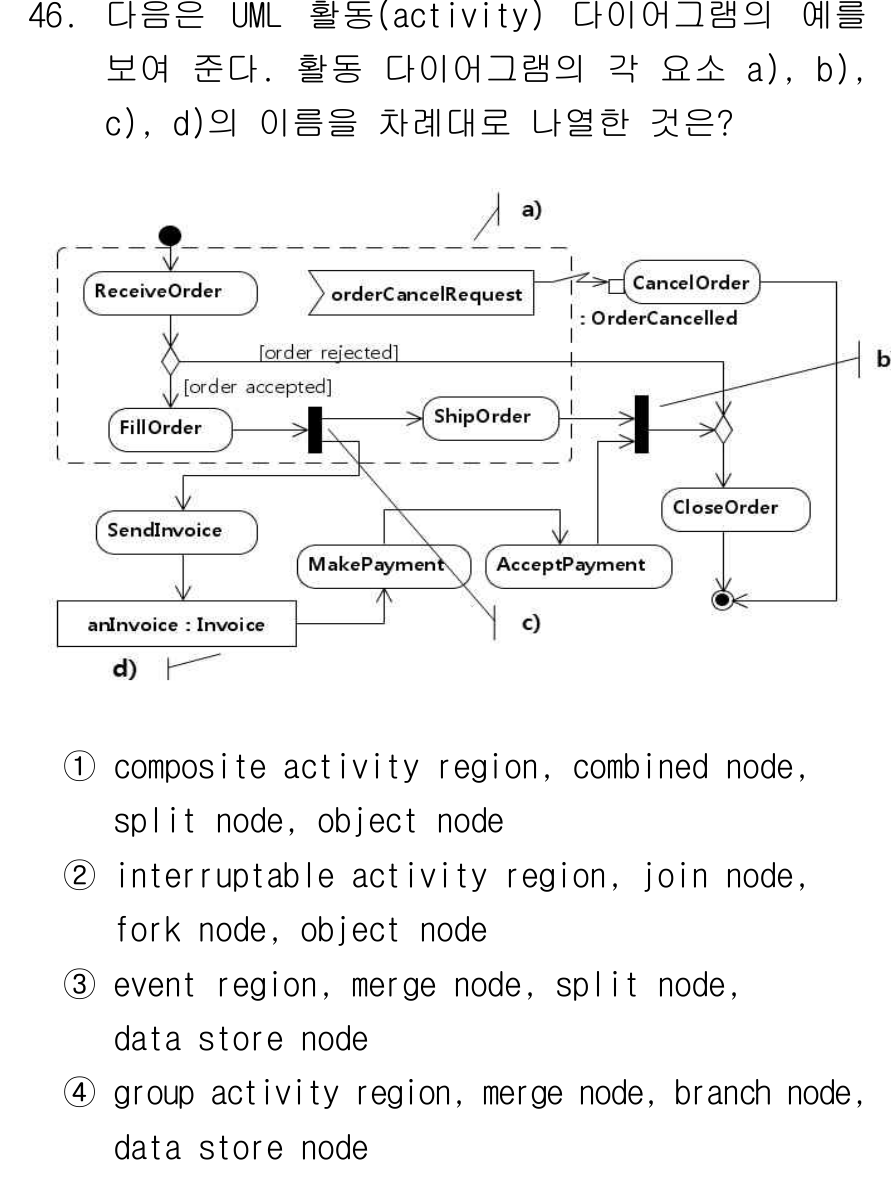 46. 다음은 UML 활동(activity) 다이어그램의 예를
보여 준다. 활동 다이어그램의 각 요소 a), b),
c), d)의 이름을 차례대로 나열한 것은?
a)
ReceiveOrder
orderCancelRequest
CancelOrder
: OrderCancelled
[order rejected]
b
[order accepted]
FillOrder
ShipOrder
CloseOrder
SendInvoice
MakePayment
AcceptPayment
anInvoice : Invoice
c)
d)
① composite activity region, combined node,
split node, object node
② interruptable activity region, join node,
fork node, object node
③ event region, merge node, split node,
data store node
④ group activity region, merge node, branch node,
data store node